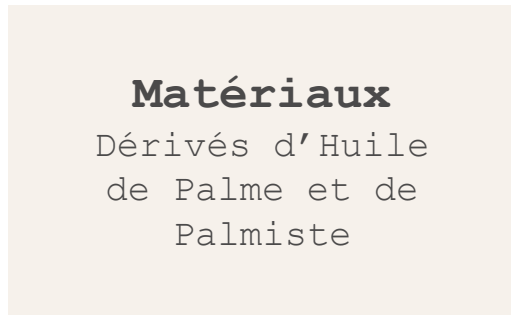 Matériaux
Dérivés d’Huile
de Palme et de
Palmiste